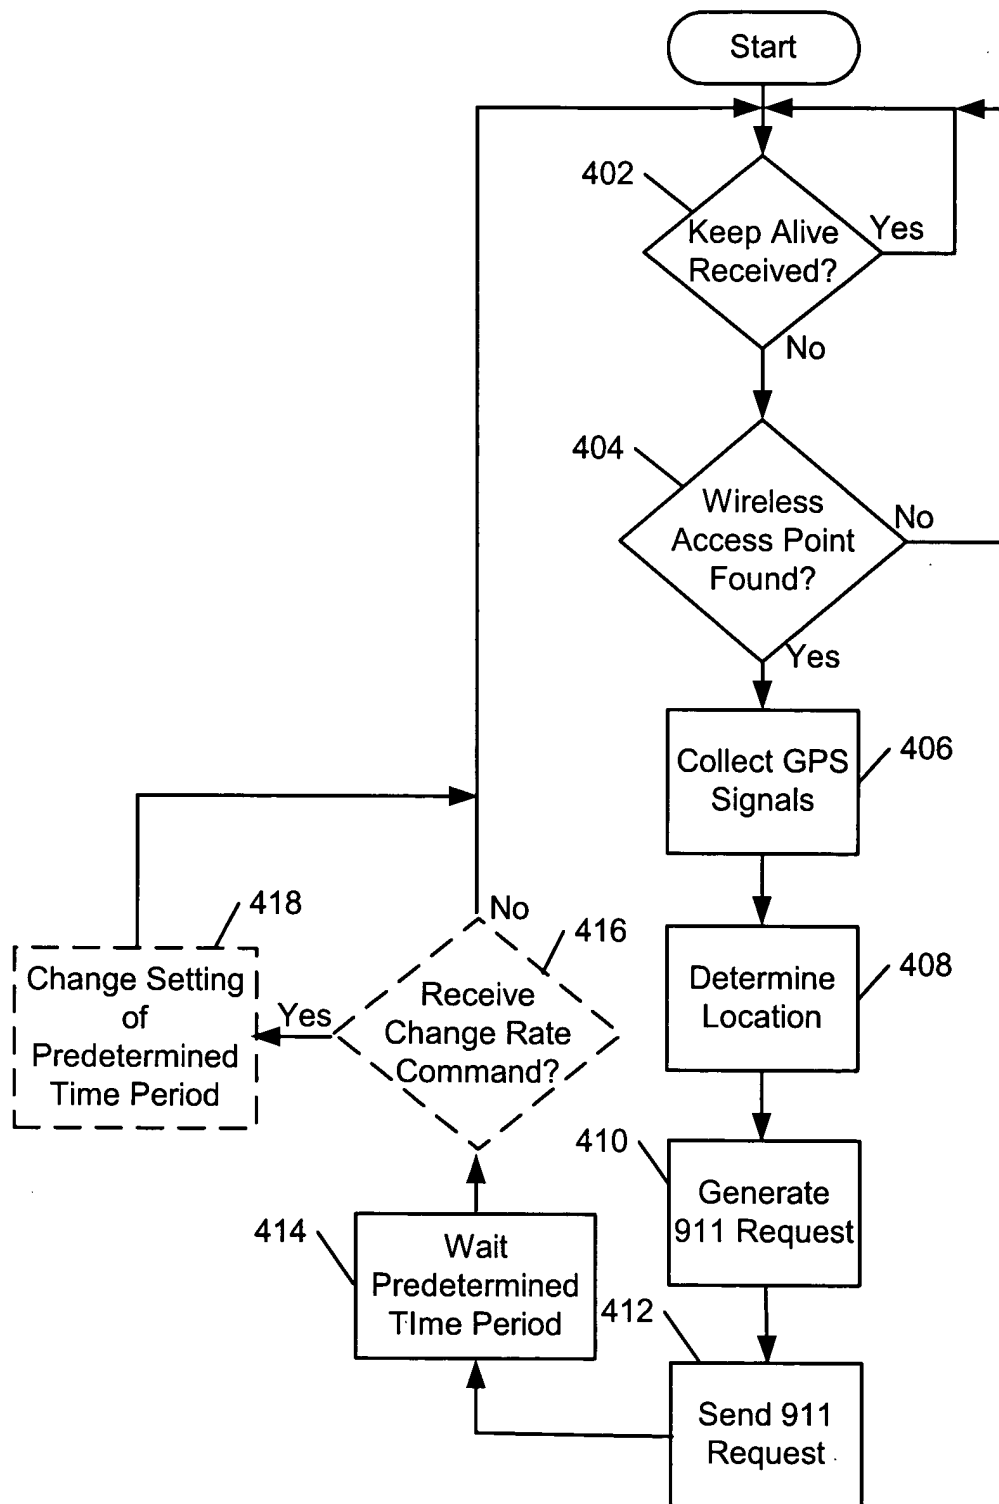 Start
402
Keep Alive
Received?
Yes
No
404
Wireless
Access Point
Found?
No
Yes
Collect GPS
Signals
406
Determine
Location
408
410
Generate
911 Request
412
Send 911
Request
414
Wait
Predetermined
TIme Period
416
Receive
Change Rate
Command?
No
Yes
418
Change Setting
of
Predetermined
Time Period